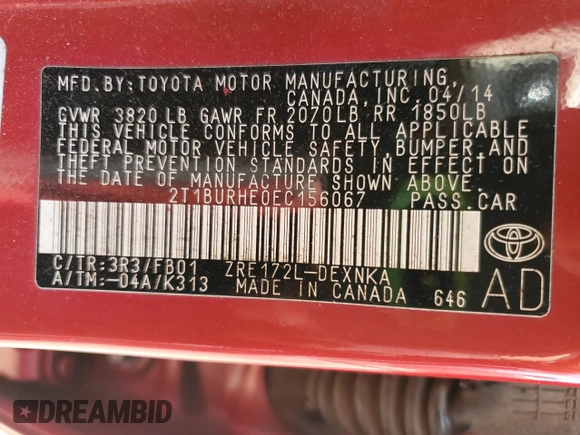 MFD.BY:TOYOTA MOTOR MANUFACTURING,
CANADA, INC. 04/14
GVWR 3820LB GAWR FR 2070LB RR 1850LB
THIS VEHICLE CONFORMS TO ALL APPLICABLE
FEDERAL MOTOR VEHICLE SAFETY, BUMPER, AND
THEFT PREVENTION STANDARDS IN EFFECT ON
THE DATE OF MANUFACTURE SHOWN ABOVE.
2T1BURHE0EC156067 PASS.CAR
C/TR:3R3/FB01 ZRE172L-DEXNKA
A/TM:-04A/K313 MADE IN CANADA 646 AD
DREAMBID